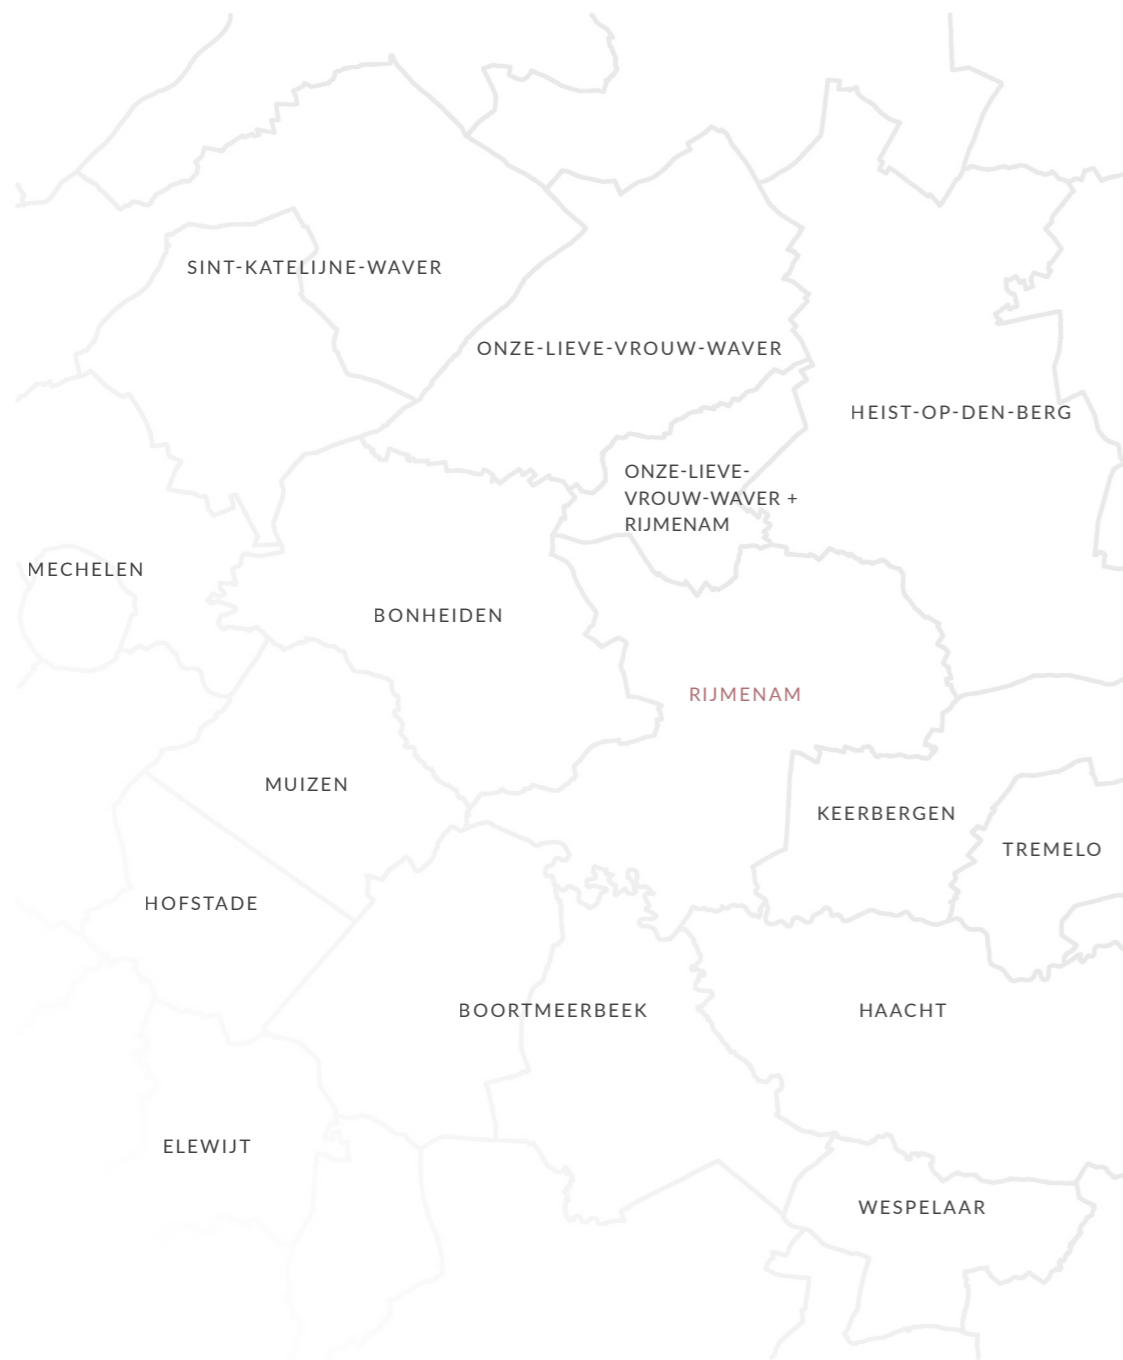 SINT-KATELIJNE-WAVER
ONZE-LIEVE-VROUW-WAVER
HEIST-OP-DEN-BERG
ONZE-LIEVE-
VROUW-WAVER +
RIJMENAM
MECHELEN
BONHEIDEN
RIJMENAM
MUIZEN
KEERBERGEN
TREMELO
HOFSTADE
BOORTMEERBEEK
HAACHT
ELEWIJT
WESPELAAR